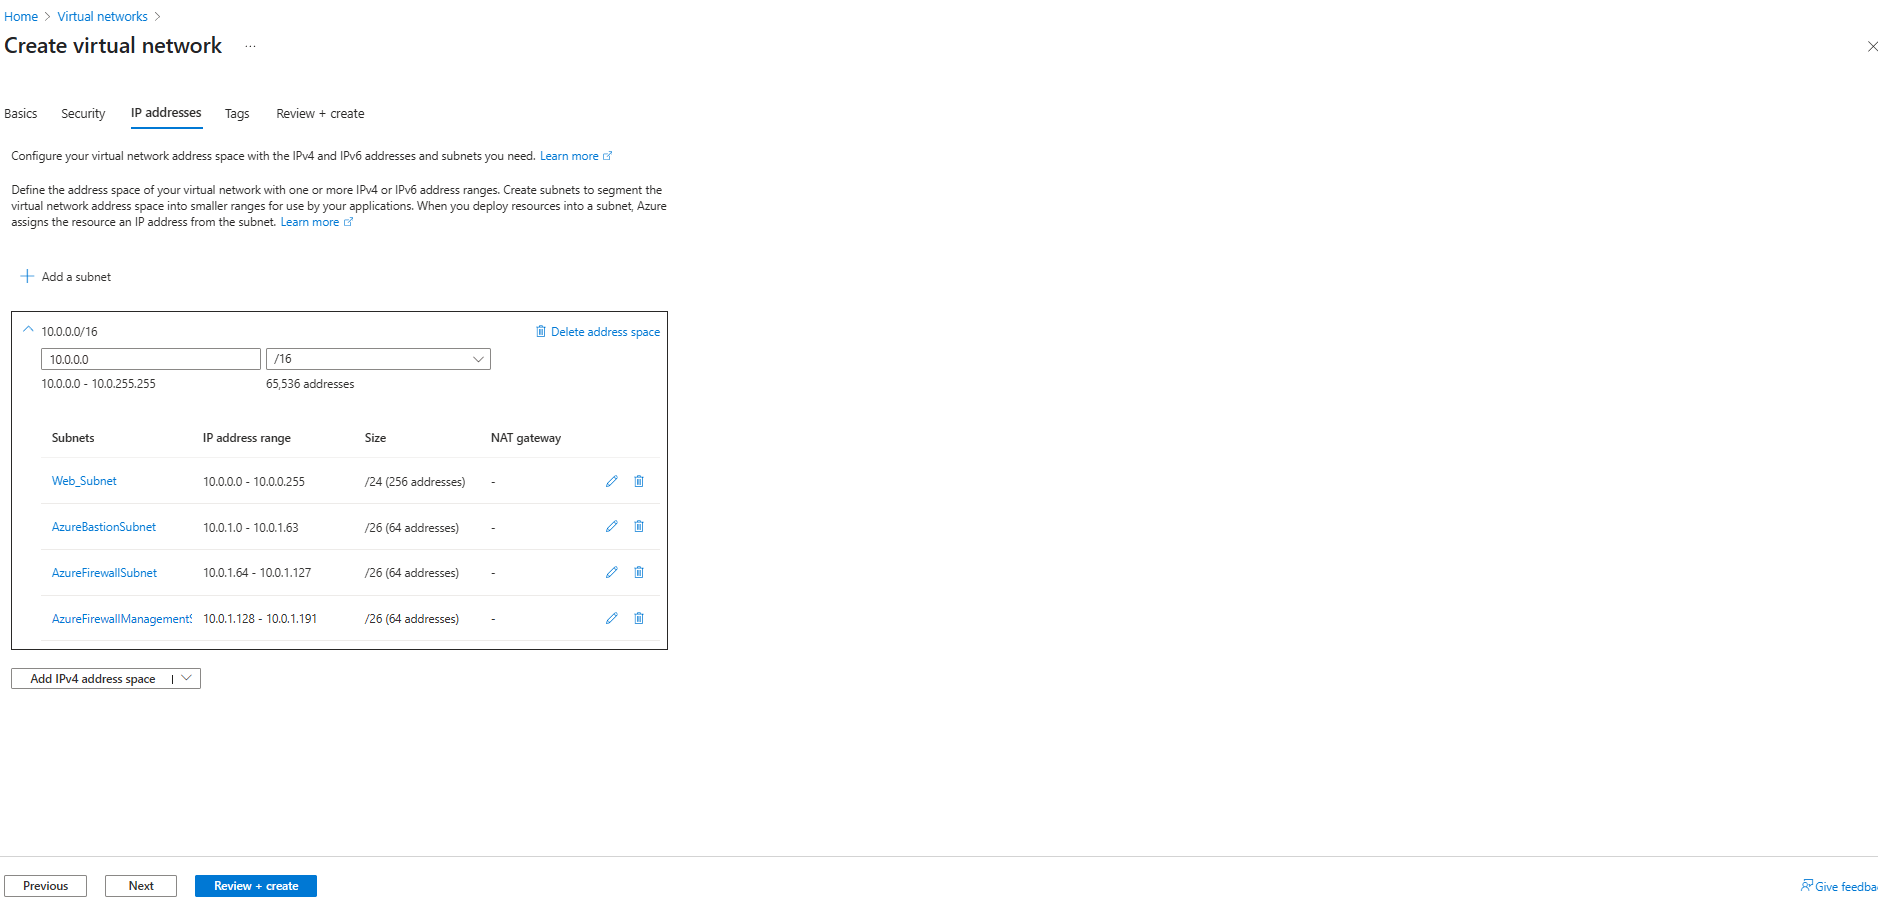 Home > Virtual networks >
Create virtual network ...
Basics Security IP addresses Tags Review + create
Configure your virtual network address space with the IPv4 and IPv6 addresses and subnets you need. Learn more
Define the address space of your virtual network with one or more IPv4 or IPv6 address ranges. Create subnets to segment the
virtual network address space into smaller ranges for use by your applications. When you deploy resources into a subnet, Azure
assigns the resource an IP address from the subnet. Learn more
+ Add a subnet
10.0.0.0/16 Delete address space
10.0.0.0 /16
10.0.0.0 - 10.0.255.255 65,536 addresses
Subnets IP address range Size NAT gateway
Web_Subnet 10.0.0.0 - 10.0.0.255 /24 (256 addresses) -
AzureBastionSubnet 10.0.1.0 - 10.0.1.63 /26 (64 addresses) -
AzureFirewallSubnet 10.0.1.64 - 10.0.1.127 /26 (64 addresses) -
AzureFirewallManagementS 10.0.1.128 - 10.0.1.191 /26 (64 addresses) -
Add IPv4 address space |
Previous Next Review + create Give feedba